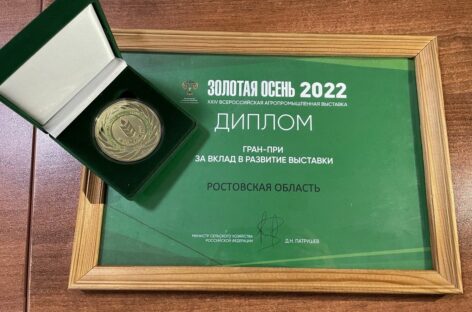 ЗОЛОТАЯ ОСЕНЬ 2022
XXIV ВСЕРОССИЙСКАЯ АГРОПРОМЫШЛЕННАЯ ВЫСТАВКА
ДИПЛОМ
ГРАН-ПРИ
ЗА ВКЛАД В РАЗВИТИЕ ВЫСТАВКИ
РОСТОВСКАЯ ОБЛАСТЬ
МИНИСТР СЕЛЬСКОГО ХОЗЯЙСТВА
РОССИЙСКОЙ ФЕДЕРАЦИИ
Д.Н. ПАТРУШЕВ